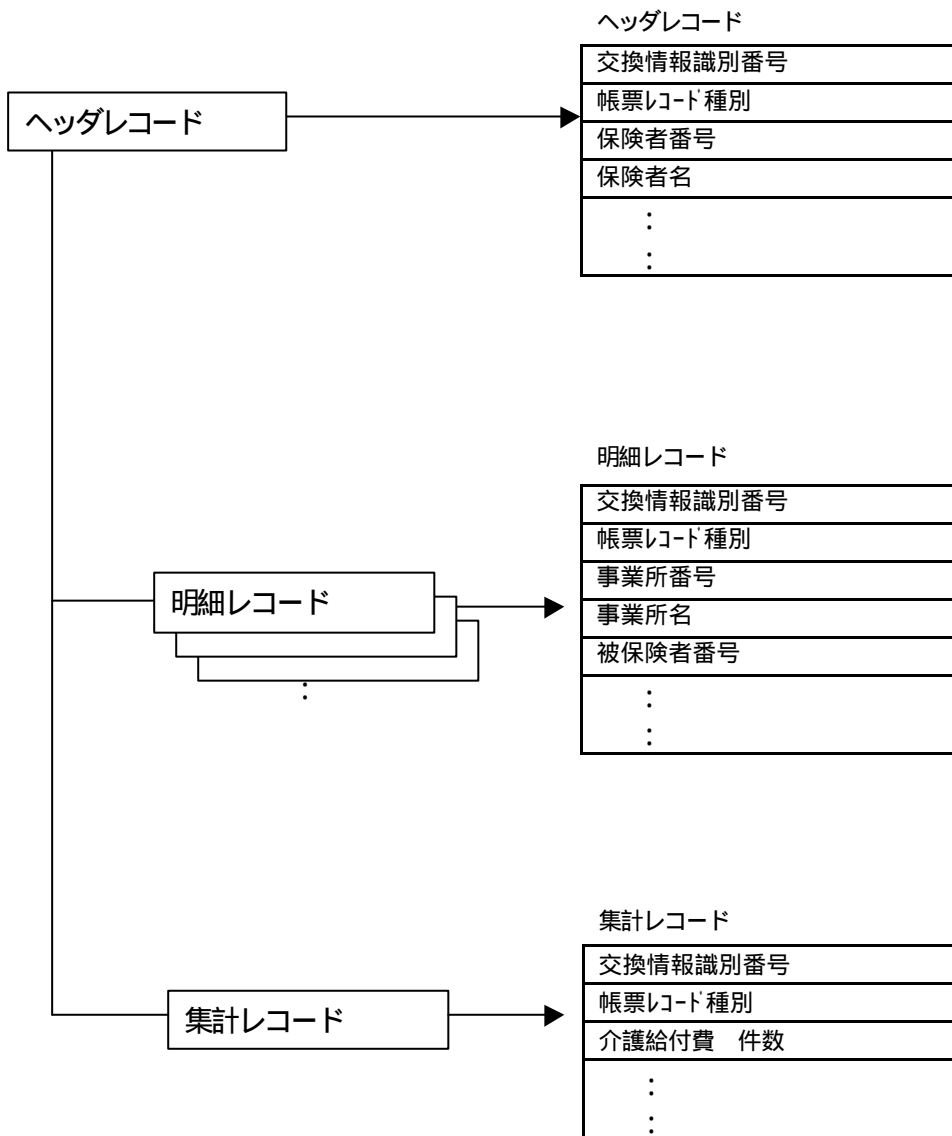 ヘッダレコード
交換情報識別番号
帳票ﾚｺｰﾄﾞ種別
保険者番号
保険者名
：
：
ヘッダレコード
明細レコード
交換情報識別番号
帳票ﾚｺｰﾄﾞ種別
事業所番号
事業所名
被保険者番号
：
：
明細レコード
：
集計レコード
交換情報識別番号
帳票ﾚｺｰﾄﾞ種別
介護給付費　件数
：
：
集計レコード